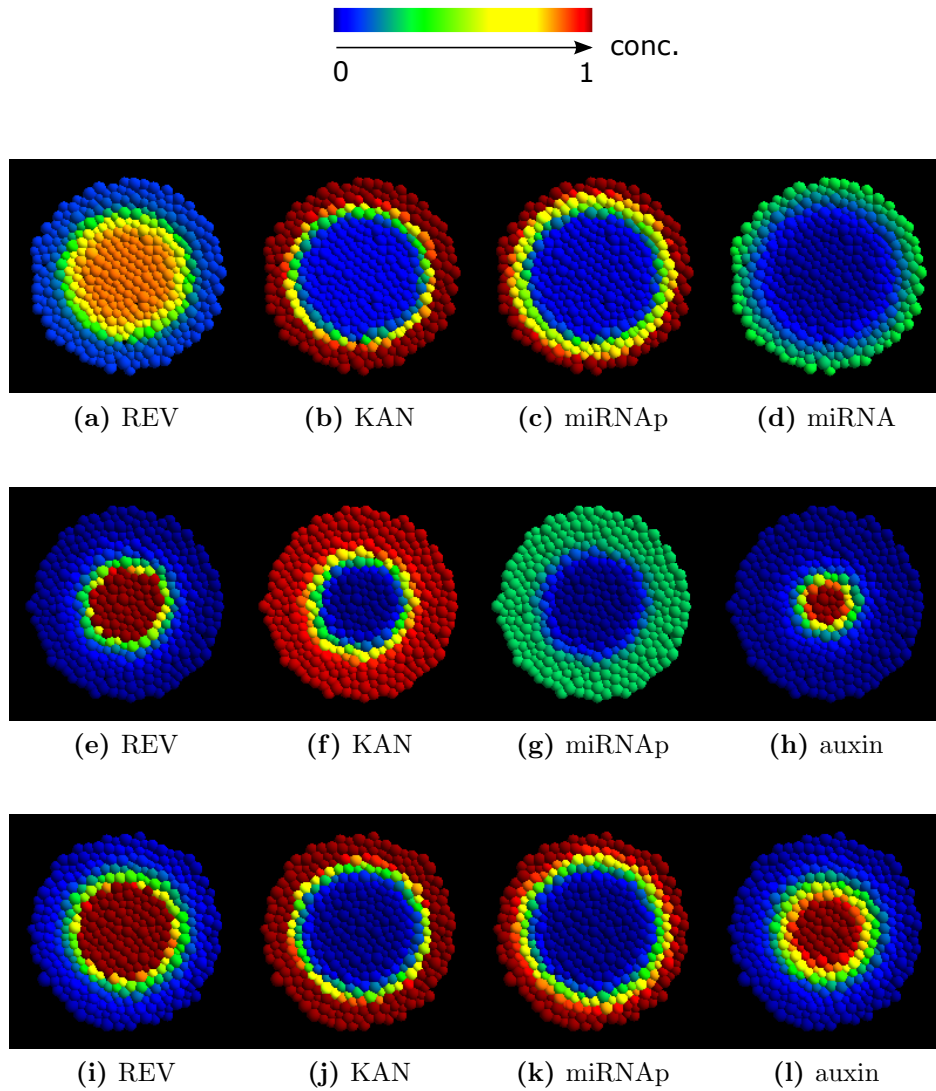 conc.
0 1
(a) REV (b) KAN (c) miRNAp (d) miRNA
(e) REV (f) KAN (g) miRNAp (h) auxin
(i) REV (j) KAN (k) miRNAp (l) auxin